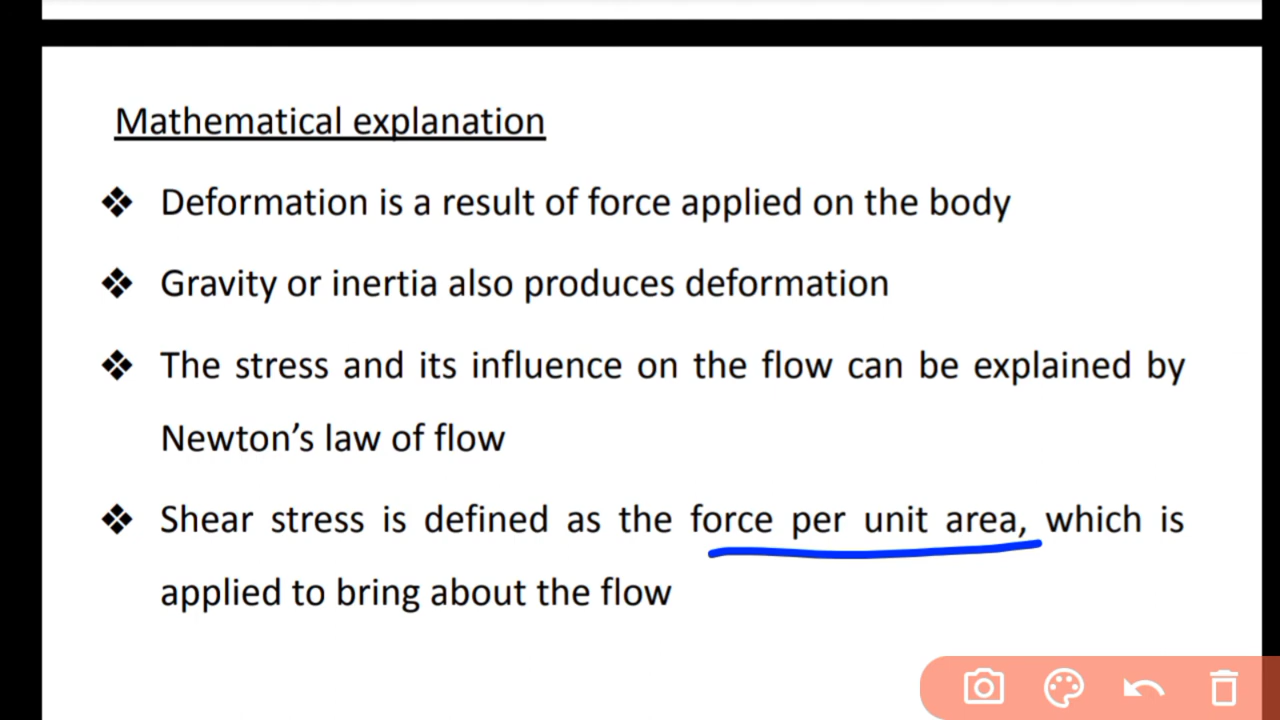 Mathematical explanation
❖ Deformation is a result of force applied on the body
❖ Gravity or inertia also produces deformation
❖ The stress and its influence on the flow can be explained by
Newton’s law of flow
❖ Shear stress is defined as the force per unit area, which is
applied to bring about the flow